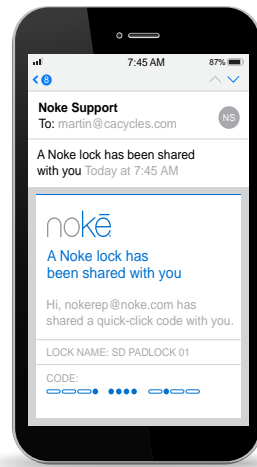 7:45 AM 87%
8
Noke Support
To: martin@cacycles.com
NS
A Noke lock has been shared
with you Today at 7:45 AM
nokē
A Noke lock has
been shared with you
Hi, nokerep@noke.com has
shared a quick-click code with you.
LOCK NAME: SD PADLOCK 01
CODE: